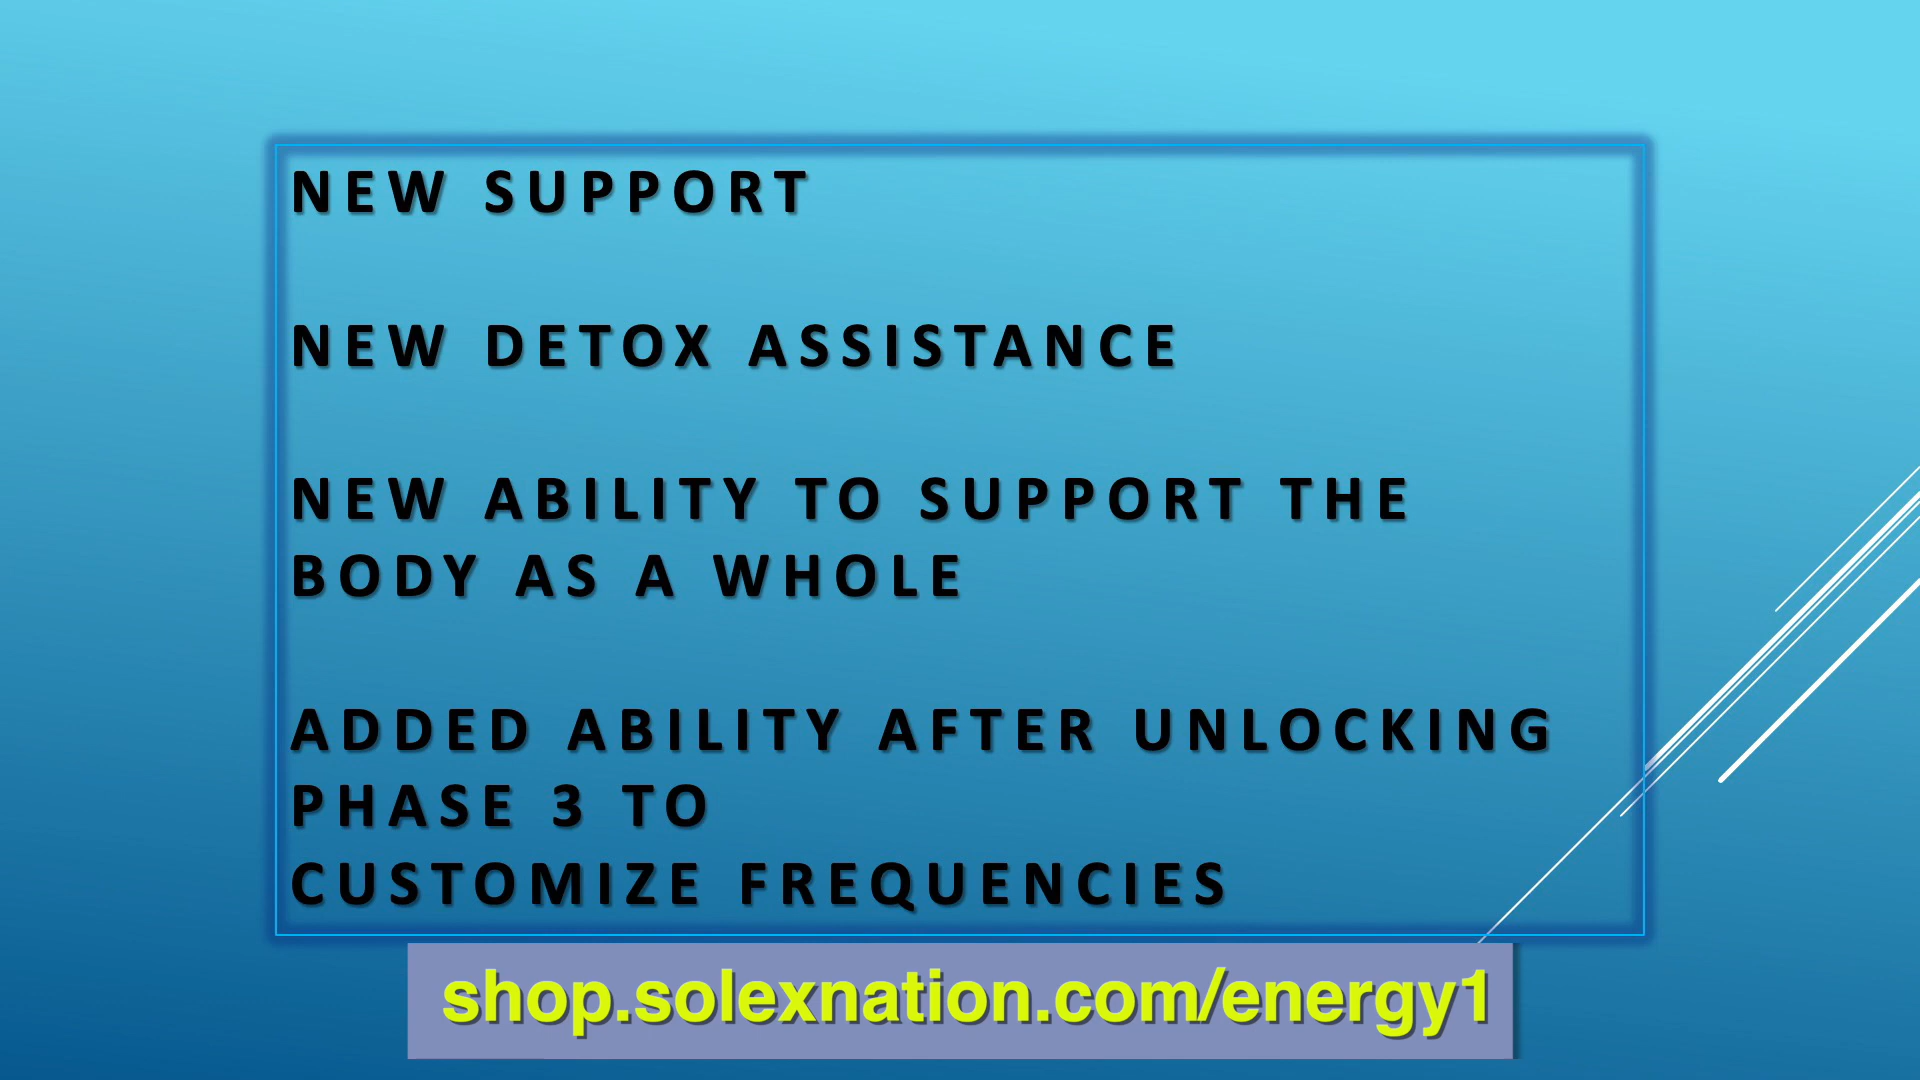 NEW SUPPORT
NEW DETOX ASSISTANCE
NEW ABILITY TO SUPPORT THE
BODY AS A WHOLE
ADDED ABILITY AFTER UNLOCKING
PHASE 3 TO
CUSTOMIZE FREQUENCIES
shop.solexnation.com/energy1